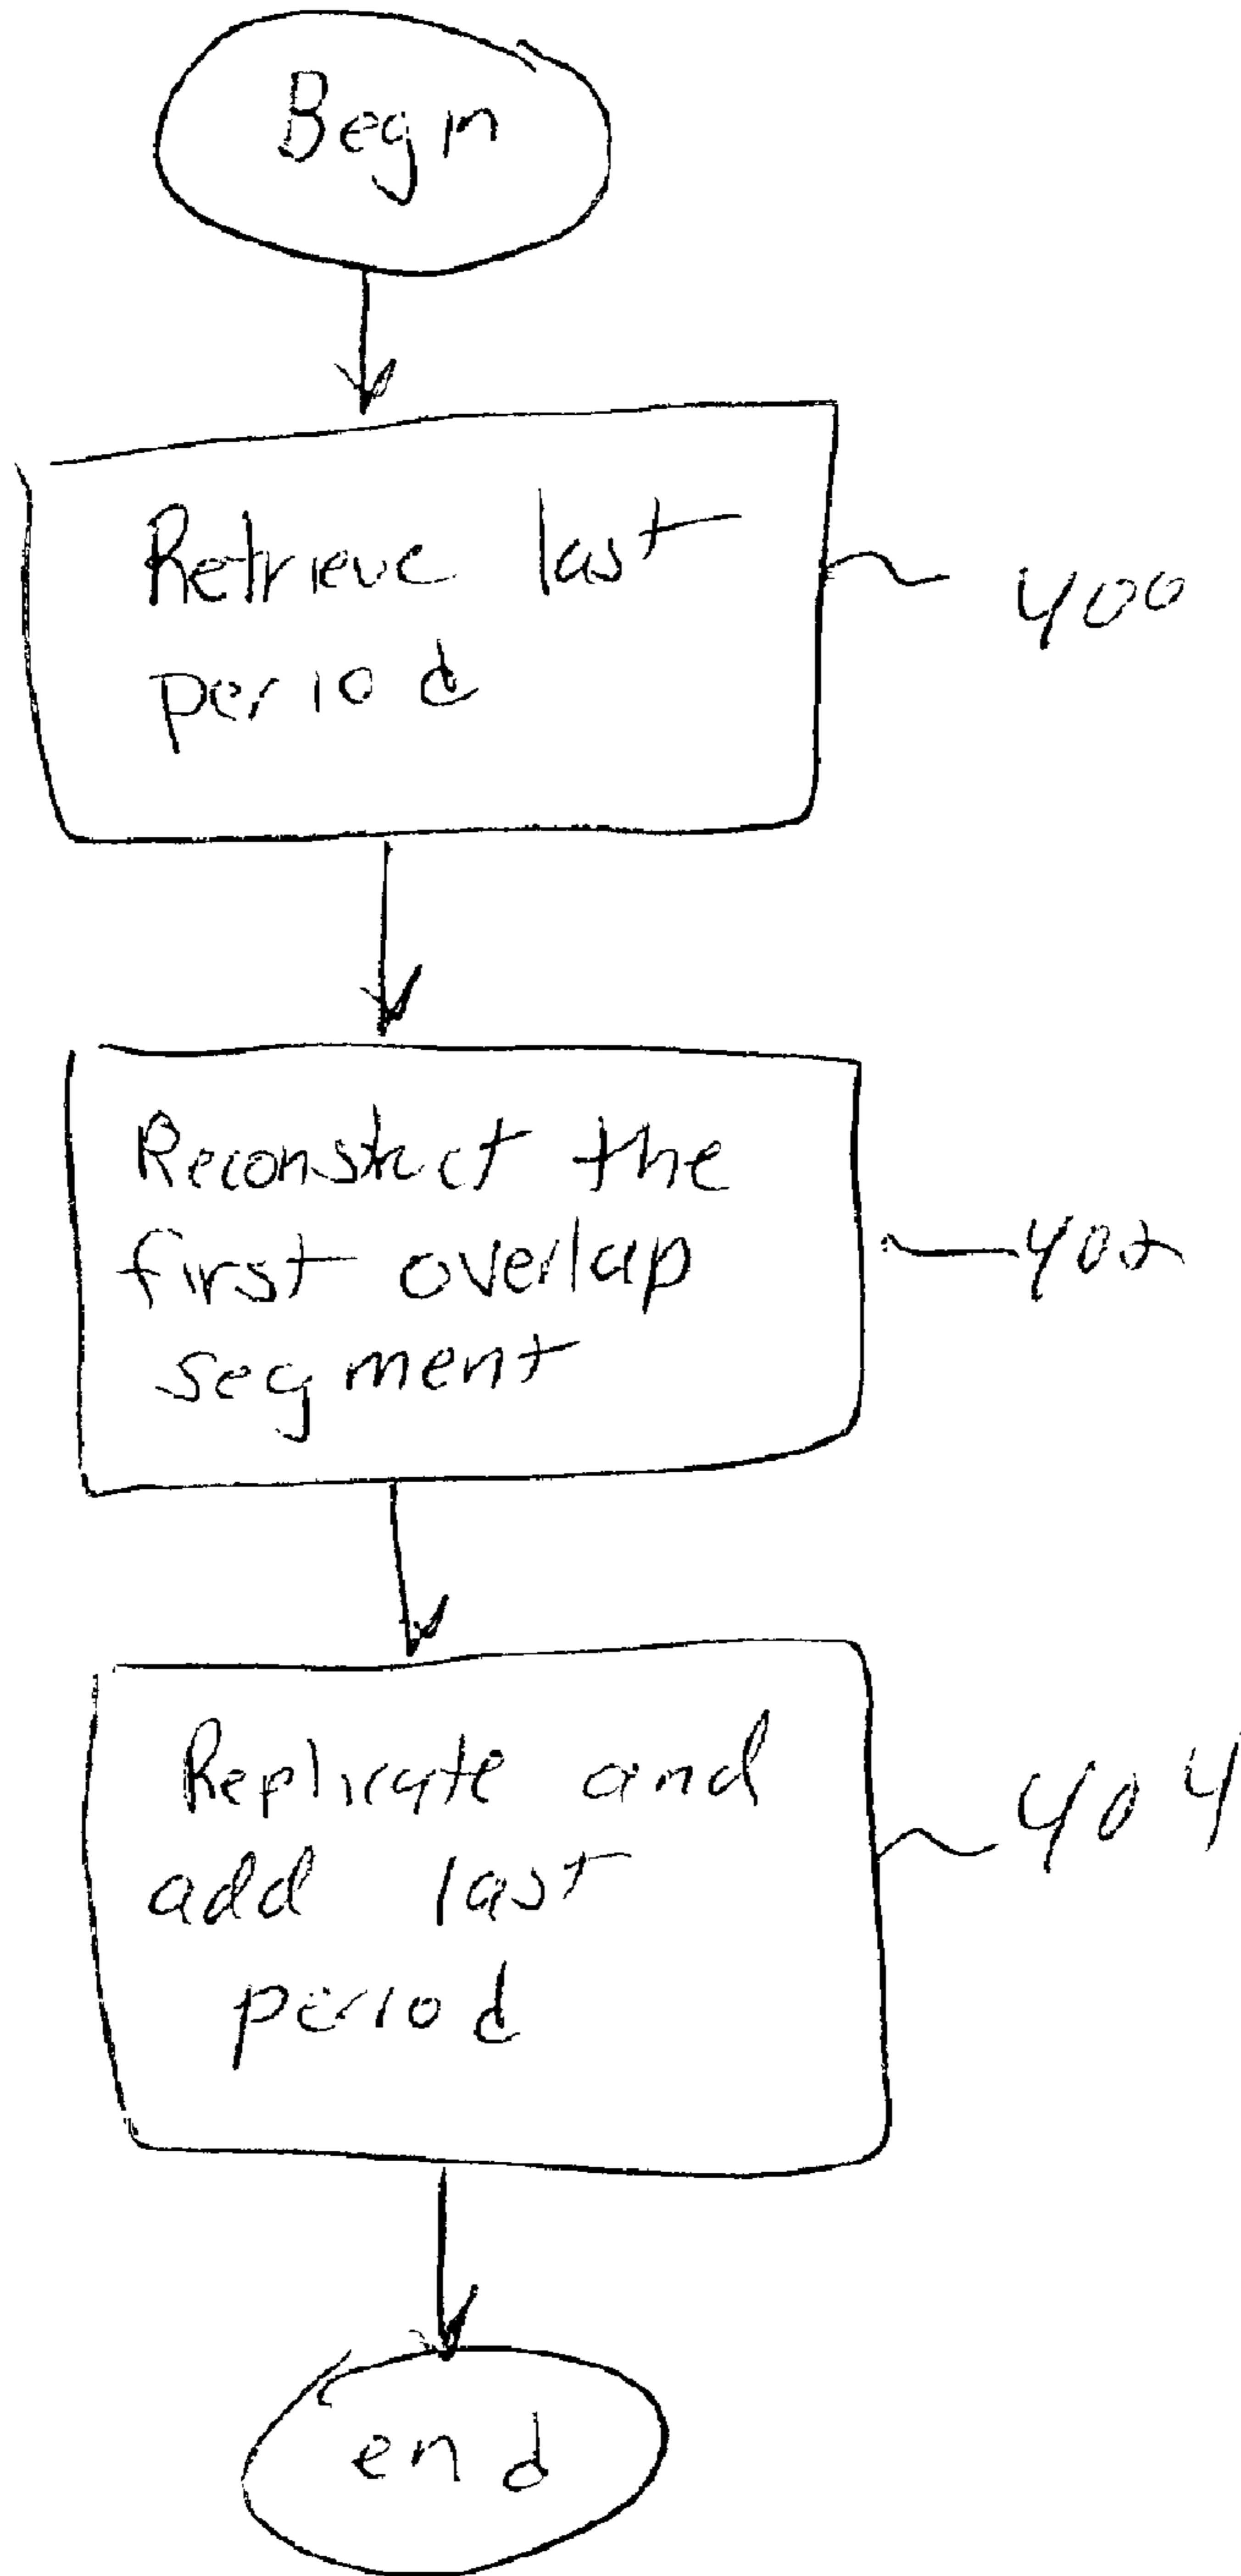 Begin
Retrieve last
period
400
Reconstruct the
first overlap
segment
402
Replicate and
add last
period
404
end